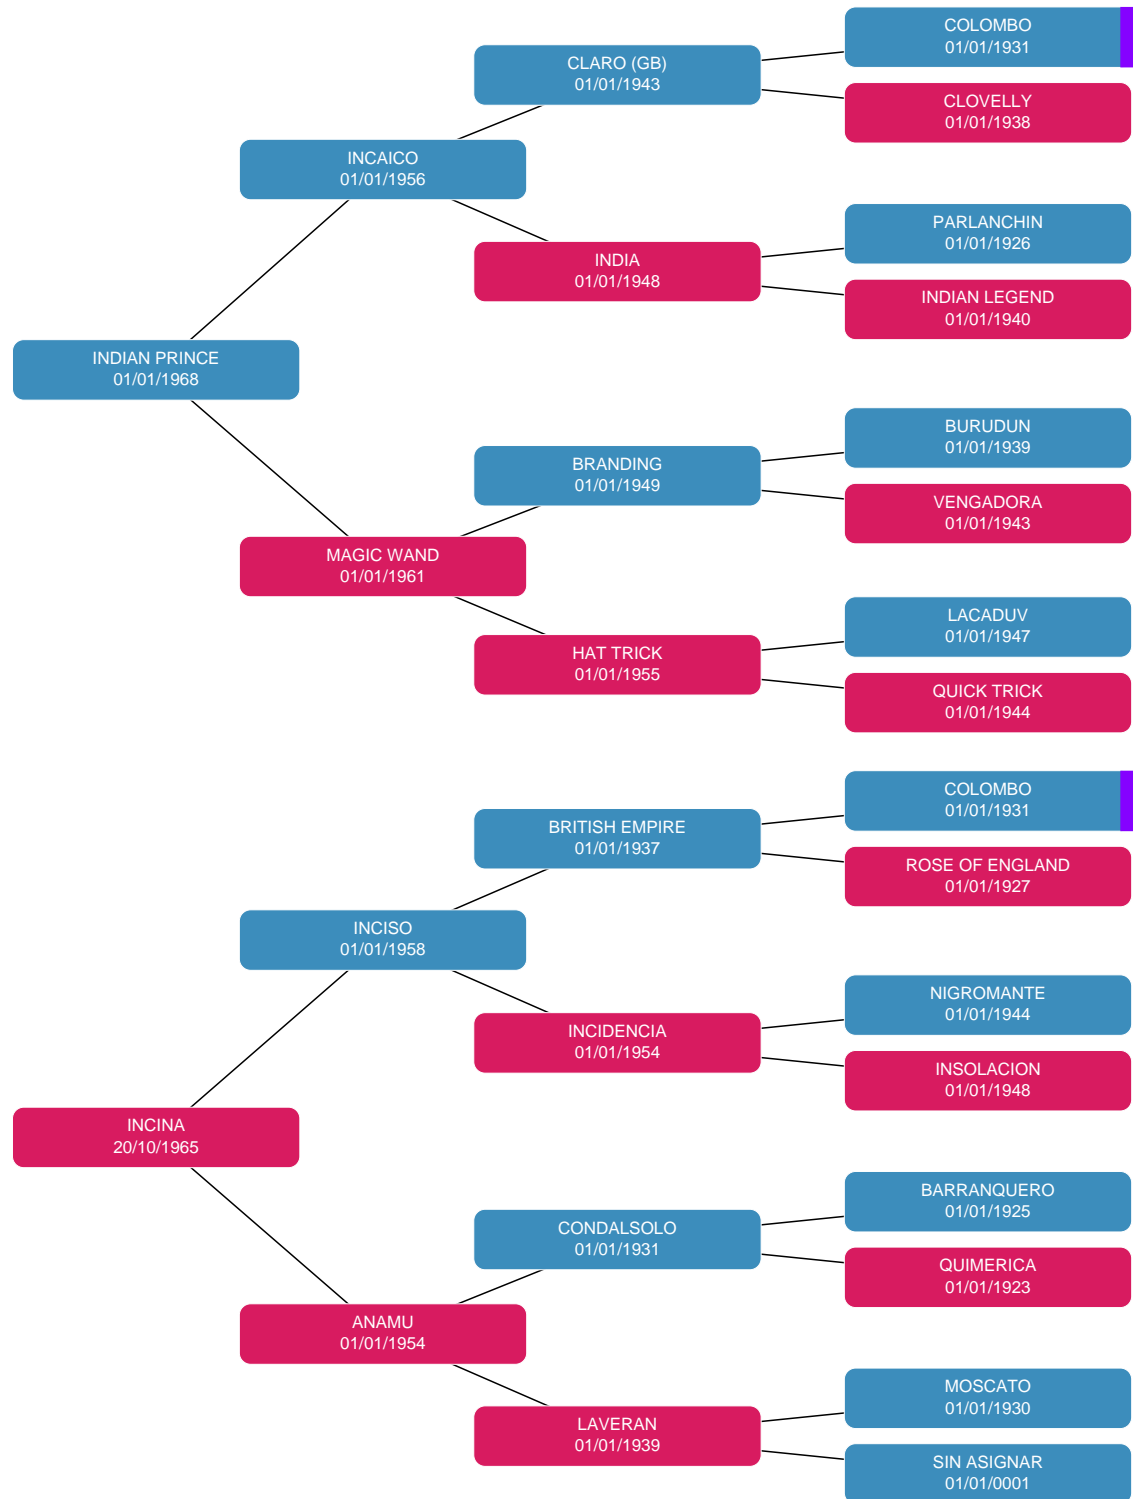 COLOMBO
01/01/1931
CLARO (GB)
01/01/1943
CLOVELLY
01/01/1938
INCAICO
01/01/1956
PARLANCHIN
01/01/1926
INDIA
01/01/1948
INDIAN LEGEND
01/01/1940
INDIAN PRINCE
01/01/1968
BURUDUN
01/01/1939
BRANDING
01/01/1949
VENGADORA
01/01/1943
MAGIC WAND
01/01/1961
LACADUV
01/01/1947
HAT TRICK
01/01/1955
QUICK TRICK
01/01/1944
COLOMBO
01/01/1931
BRITISH EMPIRE
01/01/1937
ROSE OF ENGLAND
01/01/1927
INCISO
01/01/1958
NIGROMANTE
01/01/1944
INCIDENCIA
01/01/1954
INSOLACION
01/01/1948
INCINA
20/10/1965
BARRANQUERO
01/01/1925
CONDALSOLO
01/01/1931
QUIMERICA
01/01/1923
ANAMU
01/01/1954
MOSCATO
01/01/1930
LAVERAN
01/01/1939
SIN ASIGNAR
01/01/0001